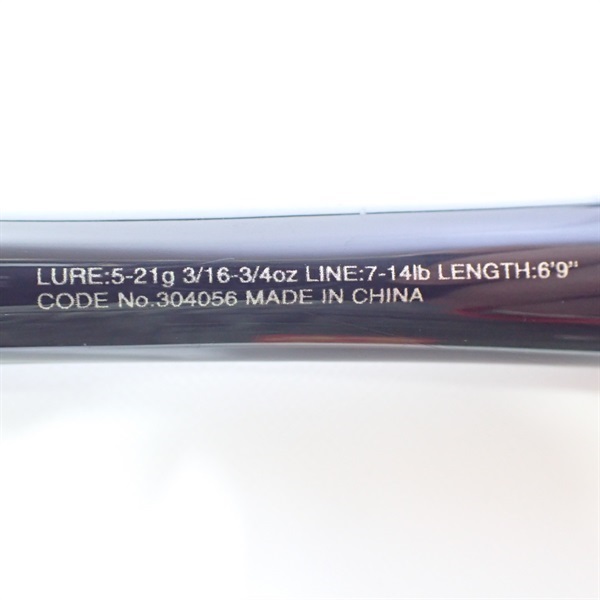 LURE:5-21g 3/16-3/4oz LINE:7-14lb LENGTH:6'9"
CODE No.304056 MADE IN CHINA